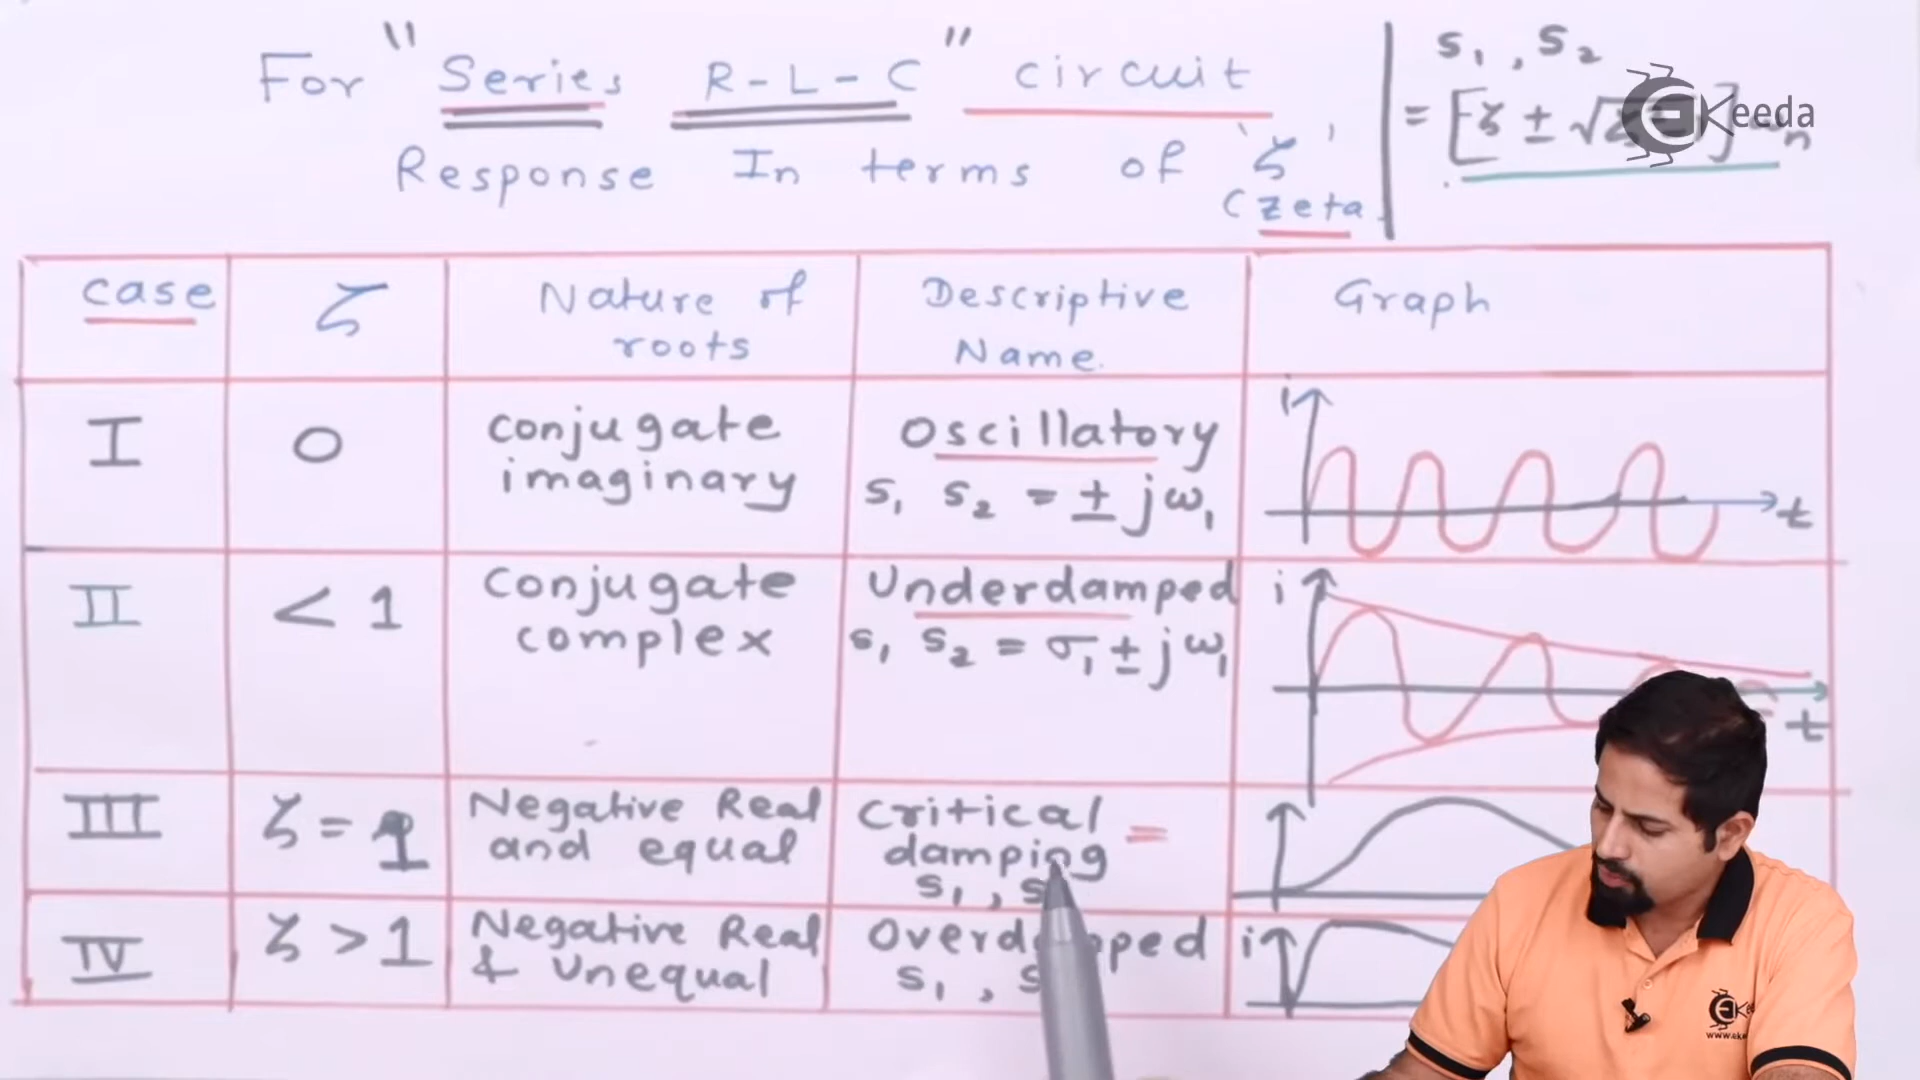 For "Series R-L-C" circuit
Response In terms of 'ζ'
(zeta
s₁, s₂
= [ζ ± √
n
EKeeda
case
ζ
Nature of
roots
Descriptive
Name.
Graph
I
0
conjugate
imaginary
Oscillatory
s₁ s₂ = ± jω₁
i
t
II
< 1
Conjugate
complex
Underdamped
s₁ s₂ = σ₁ ± jω₁
i
t
III
ζ = 1
Negative Real
and equal
Critical
damping =
s₁, s
IV
ζ > 1
Negative Real
& Unequal
s₁, s
i